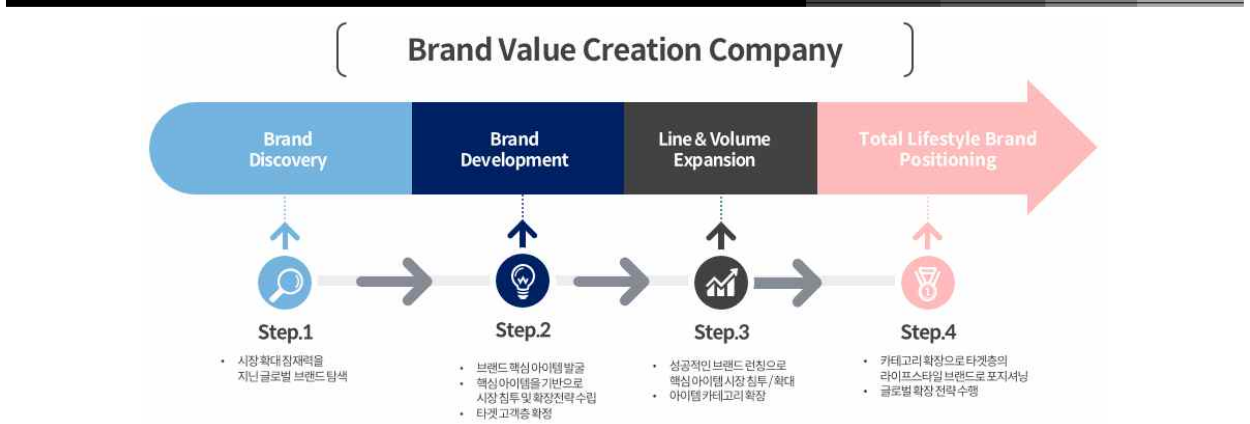 Brand Value Creation Company
Brand
Discovery
Brand
Development
Line & Volume
Expansion
Total Lifestyle Brand
Positioning
Step.1
• 시장 확대 잠재력을
지닌 글로벌 브랜드 탐색
Step.2
• 브랜드 핵심 아이템 발굴
• 핵심 아이템을 기반으로
시장 침투 및 확장전략 수립
• 타겟 고객층 확정
Step.3
• 성공적인 브랜드 런칭으로
핵심 아이템 시장 침투 / 확대
• 아이템 카테고리 확장
Step.4
• 카테고리 확장으로 타겟층의
라이프스타일 브랜드로 포지셔닝
• 글로벌 확장 전략 수행
1